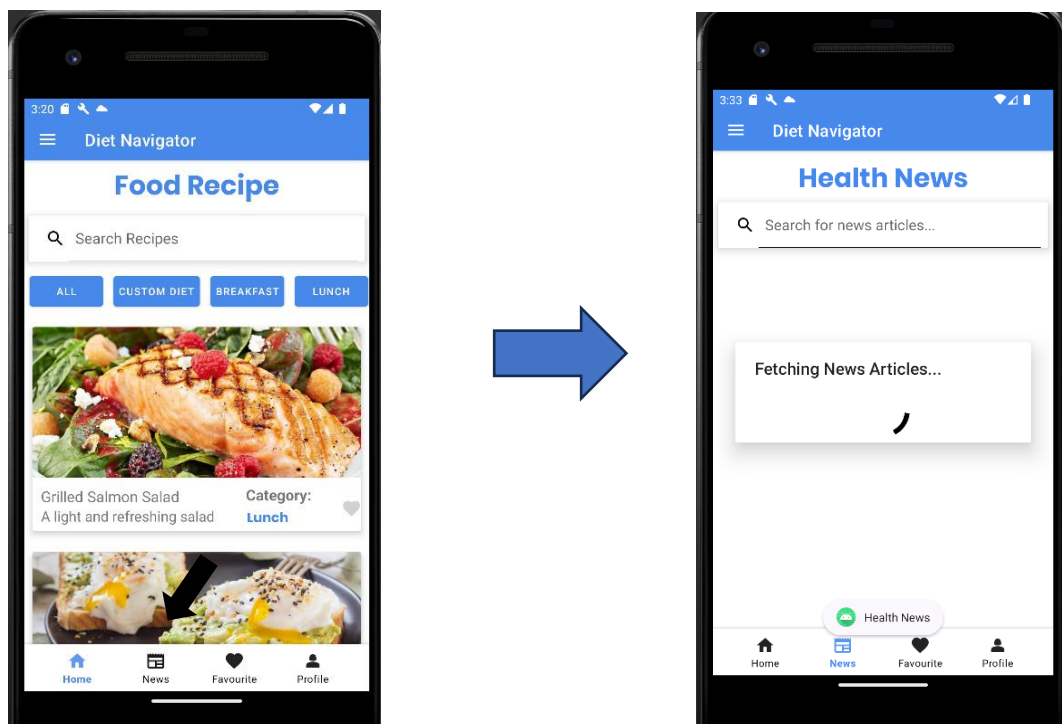 3:20
Diet Navigator
Food Recipe
Search Recipes
ALL CUSTOM DIET BREAKFAST LUNCH
Grilled Salmon Salad
A light and refreshing salad
Category:
Lunch
Home News Favourite Profile
3:33
Diet Navigator
Health News
Search for news articles...
Fetching News Articles...
Health News
Home News Favourite Profile